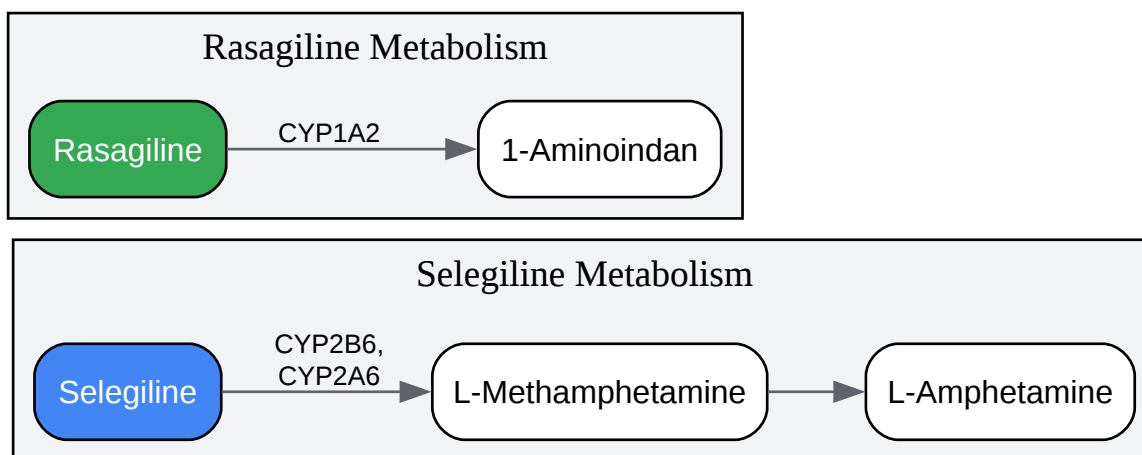 Rasagiline Metabolism
Rasagiline
CYP1A2
1-Aminoindan
Selegiline Metabolism
Selegiline
CYP2B6,
CYP2A6
L-Methamphetamine
L-Amphetamine